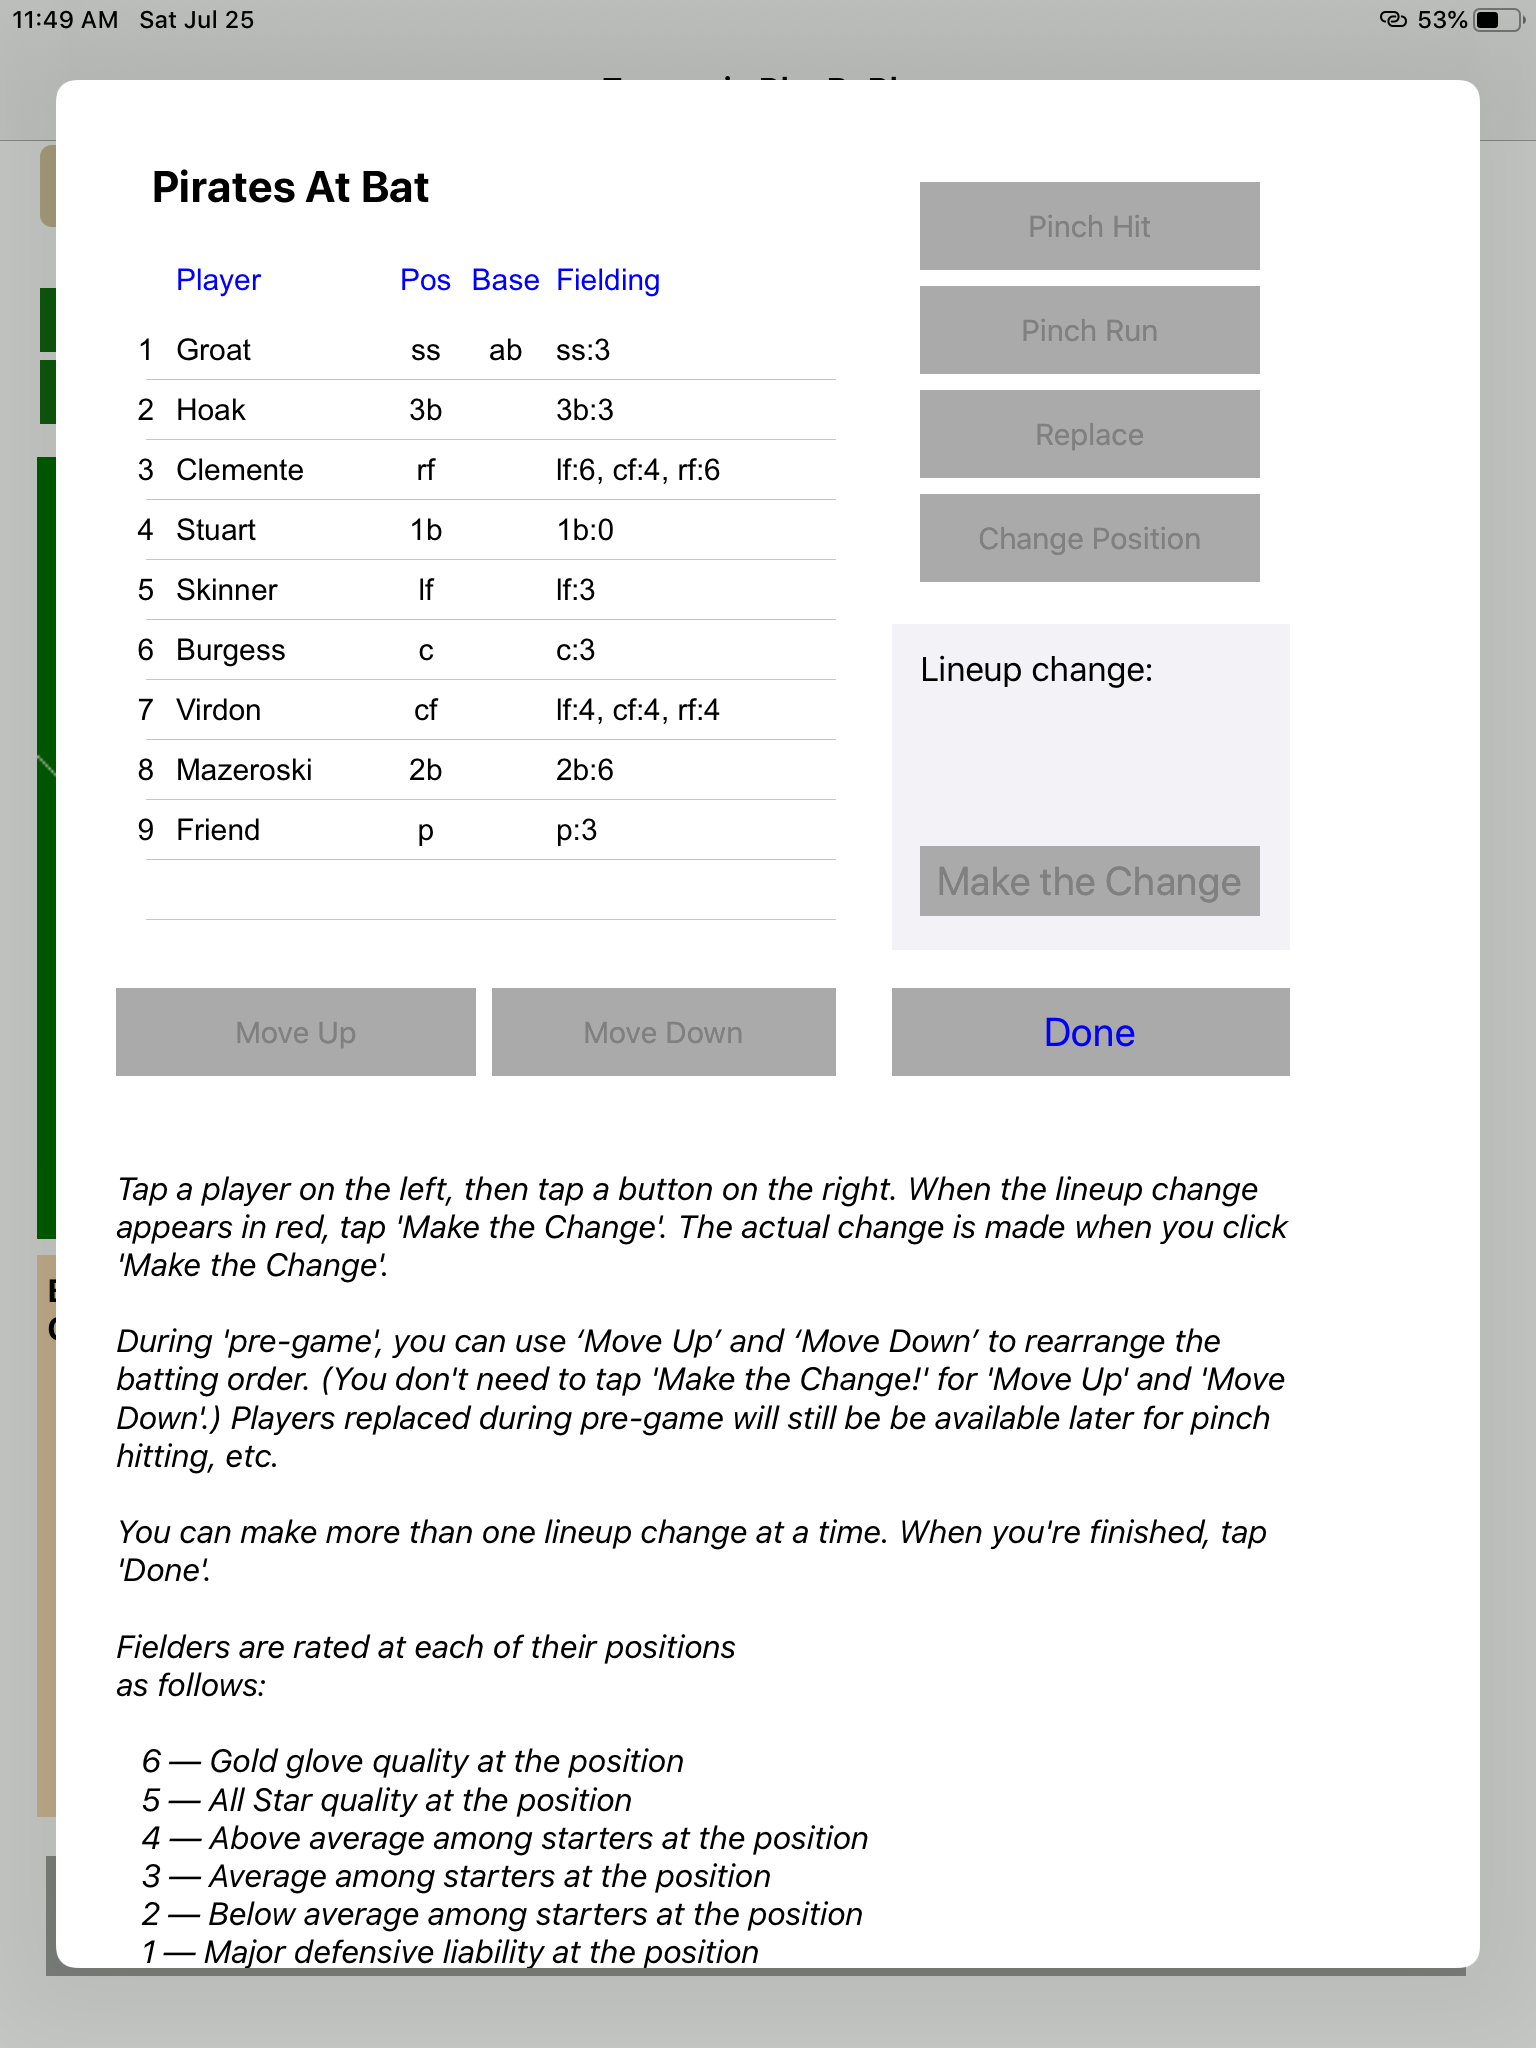 11:49 AM Sat Jul 25 53%
Pirates At Bat
Player Pos Base Fielding
1 Groat ss ab ss:3
2 Hoak 3b 3b:3
3 Clemente rf lf:6, cf:4, rf:6
4 Stuart 1b 1b:0
5 Skinner lf lf:3
6 Burgess c c:3
7 Virdon cf lf:4, cf:4, rf:4
8 Mazeroski 2b 2b:6
9 Friend p p:3
Pinch Hit
Pinch Run
Replace
Change Position
Lineup change:
Make the Change
Move Up Move Down Done
Tap a player on the left, then tap a button on the right. When the lineup change
appears in red, tap 'Make the Change'. The actual change is made when you click
'Make the Change'.
During 'pre-game', you can use ‘Move Up’ and ‘Move Down’ to rearrange the
batting order. (You don't need to tap 'Make the Change!' for 'Move Up' and 'Move
Down'.) Players replaced during pre-game will still be be available later for pinch
hitting, etc.
You can make more than one lineup change at a time. When you're finished, tap
'Done'.
Fielders are rated at each of their positions
as follows:
6 — Gold glove quality at the position
5 — All Star quality at the position
4 — Above average among starters at the position
3 — Average among starters at the position
2 — Below average among starters at the position
1 — Major defensive liability at the position